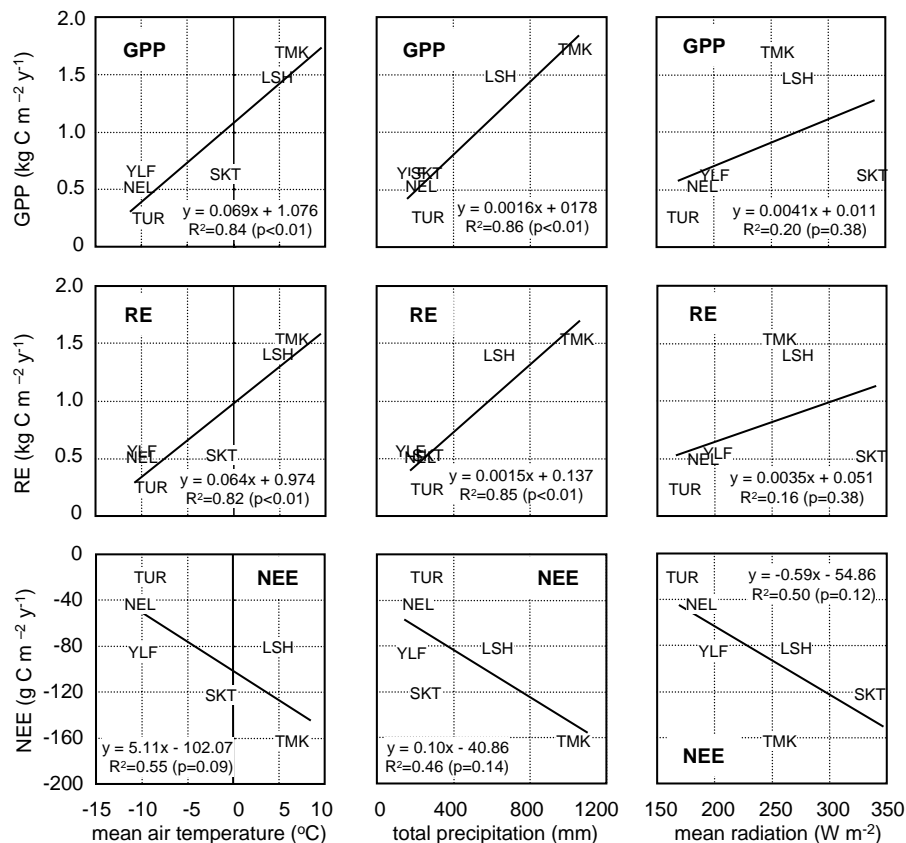 2.0
1.5
1.0
0.5
0
GPP (kg C m ⁻² y⁻¹)
GPP
TMK
LSH
YLF
SKT
NEL
TUR
y = 0.069x + 1.076
R²=0.84 (p<0.01)
GPP
TMK
LSH
YLF
SKT
NEL
TUR
y = 0.0016x + 0178
R²=0.86 (p<0.01)
GPP
TMK
LSH
YLF
SKT
NEL
TUR
y = 0.0041x + 0.011
R²=0.20 (p=0.38)
2.0
1.5
1.0
0.5
0
RE (kg C m ⁻² y⁻¹)
RE
TMK
LSH
YLF
SKT
NEL
TUR
y = 0.064x + 0.974
R²=0.82 (p<0.01)
RE
TMK
LSH
YLF
SKT
NEL
TUR
y = 0.0015x + 0.137
R²=0.85 (p<0.01)
RE
TMK
LSH
YLF
SKT
NEL
TUR
y = 0.0035x + 0.051
R²=0.16 (p=0.38)
0
-40
-80
-120
-160
-200
NEE (g C m ⁻² y⁻¹)
TUR
NEE
NEL
LSH
YLF
SKT
TMK
y = 5.11x - 102.07
R²=0.55 (p=0.09)
TUR
NEE
NEL
LSH
YLF
SKT
TMK
y = 0.10x - 40.86
R²=0.46 (p=0.14)
TUR
y = -0.59x - 54.86
R²=0.50 (p=0.12)
NEL
LSH
YLF
SKT
TMK
NEE
-15 -10 -5 0 5 10
mean air temperature (ºC)
0 400 800 1200
total precipitation (mm)
150 200 250 300 350
mean radiation (W m⁻²)